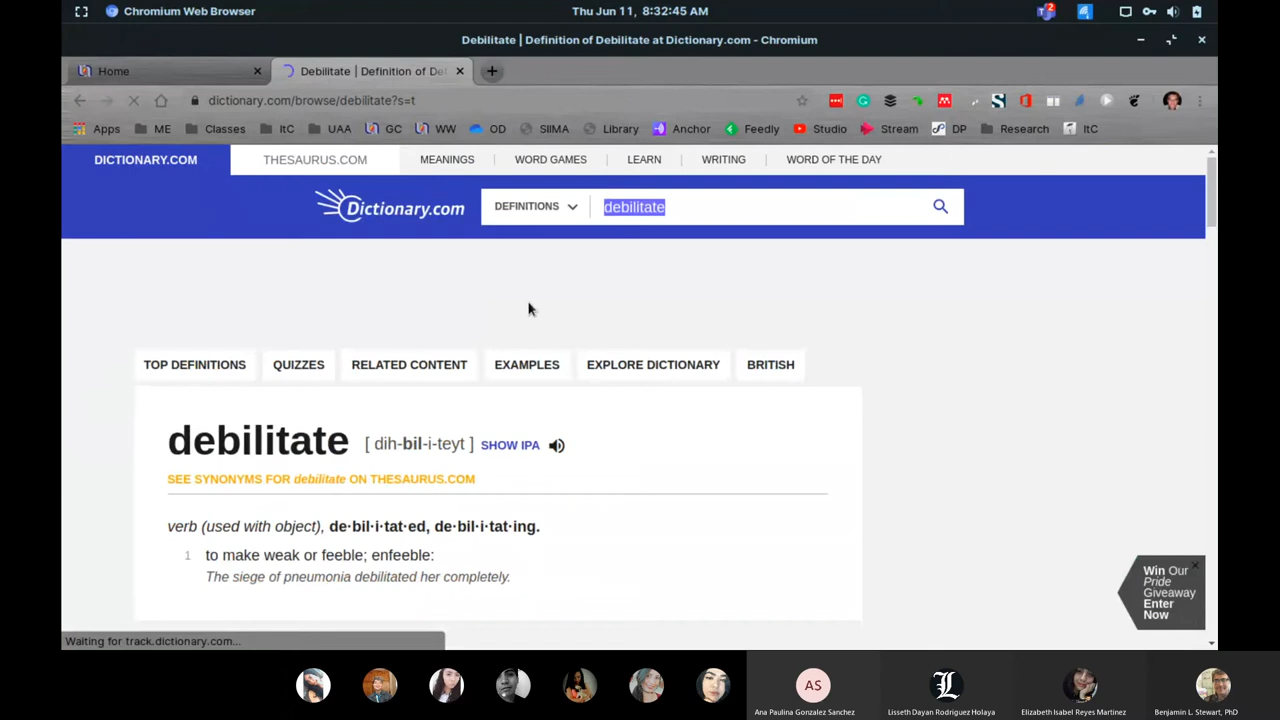 Chromium Web Browser
Thu Jun 11, 8:32:45 AM
2
Debilitate | Definition of Debilitate at Dictionary.com - Chromium
Home
Debilitate | Definition of De
dictionary.com/browse/debilitate?s=t
Apps ME Classes ItC UAA GC WW OD SIIMA Library Anchor Feedly Studio Stream DP Research ItC
DICTIONARY.COM THESAURUS.COM MEANINGS WORD GAMES LEARN WRITING WORD OF THE DAY
Dictionary.com DEFINITIONS debilitate
TOP DEFINITIONS QUIZZES RELATED CONTENT EXAMPLES EXPLORE DICTIONARY BRITISH
debilitate [ dih-bil-i-teyt ] SHOW IPA
SEE SYNONYMS FOR debilitate ON THESAURUS.COM
verb (used with object), de·bil·i·tat·ed, de·bil·i·tat·ing.
1 to make weak or feeble; enfeeble:
The siege of pneumonia debilitated her completely.
Win Our
Pride
Giveaway
Enter
Now
Waiting for track.dictionary.com...
AS
L
Ana Paulina Gonzalez Sanchez
Lisseth Dayan Rodriguez Holaya
Elizabeth Isabel Reyes Martinez
Benjamin L. Stewart, PhD